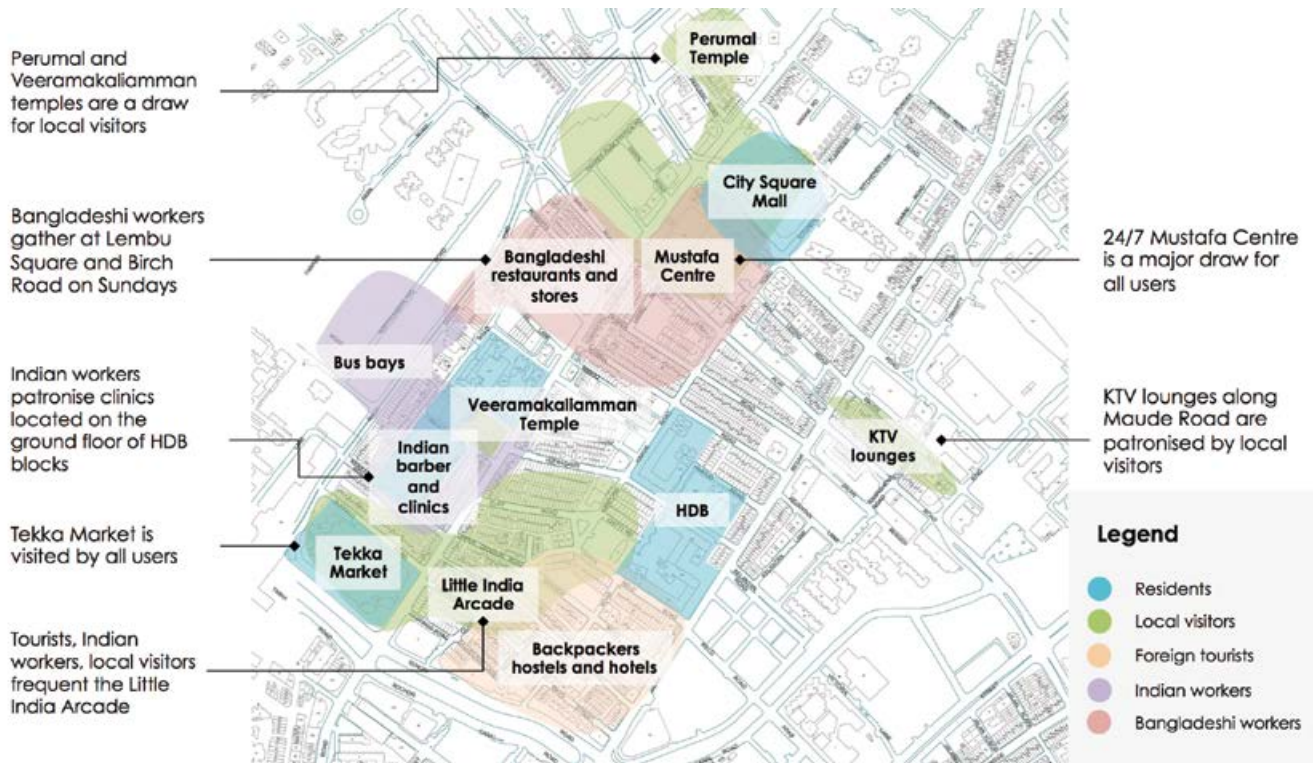 Perumal and
Veeramakaliamman
temples are a draw
for local visitors
Bangladeshi workers
gather at Lembu
Square and Birch
Road on Sundays
Indian workers
patronise clinics
located on the
ground floor of HDB
blocks
Tekka Market is
visited by all users
Tourists, Indian
workers, local visitors
frequent the Little
India Arcade
Perumal
Temple
City Square
Mall
Bangladeshi
restaurants and
stores
Mustafa
Centre
Bus bays
Veeramakaliamman
Temple
Indian
barber
and
clinics
KTV
lounges
HDB
Tekka
Market
Little India
Arcade
Backpackers
hostels and hotels
24/7 Mustafa Centre
is a major draw for
all users
KTV lounges along
Maude Road are
patronised by local
visitors
Legend
Residents
Local visitors
Foreign tourists
Indian workers
Bangladeshi workers